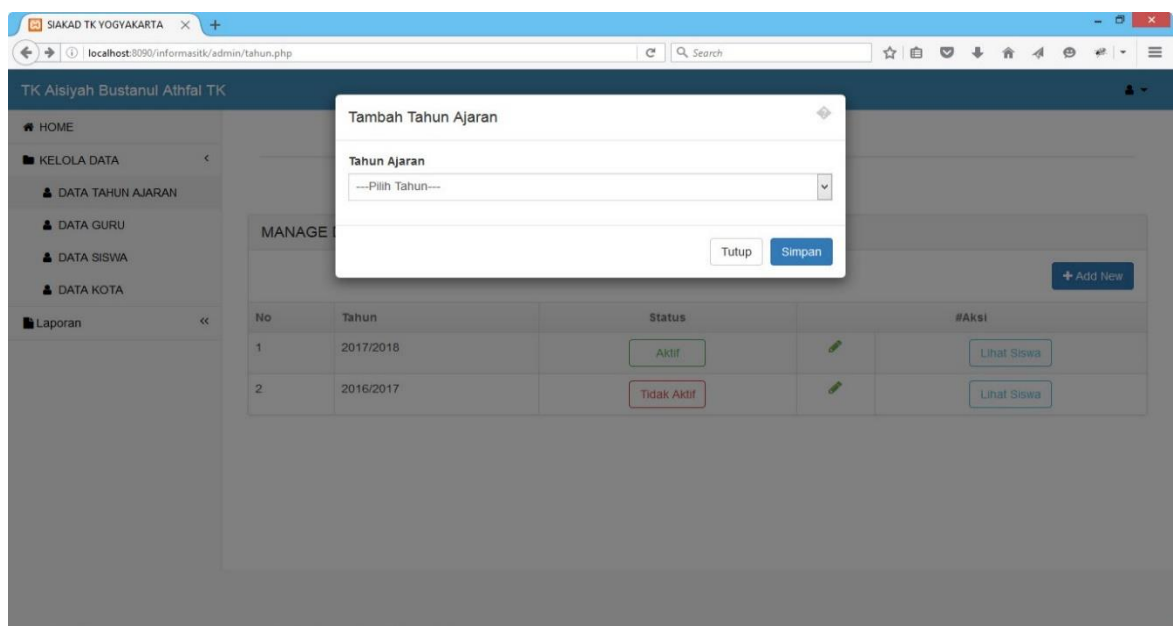 SIAKAD TK YOGYAKARTA
localhost:8090/informasitk/admin/tahun.php
Search
TK Aisiyah Bustanul Athfal TK
HOME
KELOLA DATA
DATA TAHUN AJARAN
DATA GURU
DATA SISWA
DATA KOTA
Laporan
Tambah Tahun Ajaran
Tahun Ajaran
---Pilih Tahun---
Tutup Simpan
MANAGE
+ Add New
No Tahun Status #Aksi
1 2017/2018 Aktif Lihat Siswa
2 2016/2017 Tidak Aktif Lihat Siswa